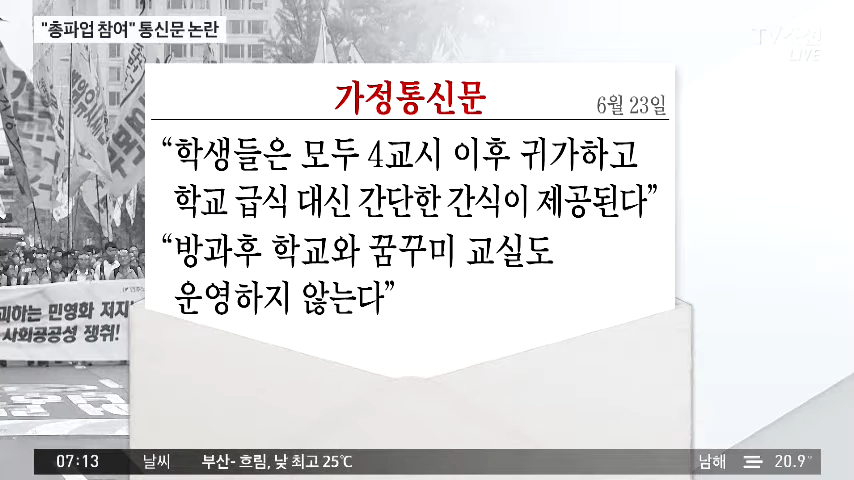 "총파업 참여" 통신문 논란
LIVE
가정통신문
6월 23일
“학생들은 모두 4교시 이후 귀가하고
학교 급식 대신 간단한 간식이 제공된다”
“방과후 학교와 꿈꾸미 교실도
운영하지 않는다”
괴하는 민영화 저지
사회공공성 쟁취!
07:13 날씨 부산- 흐림, 낮 최고 25℃ 남해 20.9°